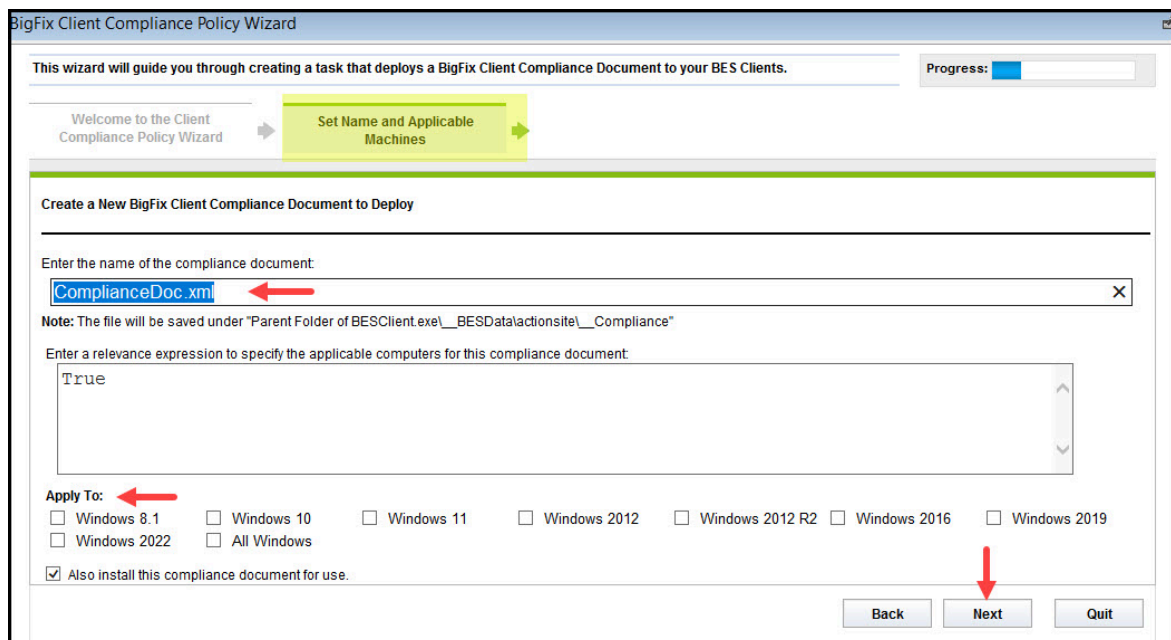 BigFix Client Compliance Policy Wizard
This wizard will guide you through creating a task that deploys a BigFix Client Compliance Document to your BES Clients.
Progress:
Welcome to the Client
Compliance Policy Wizard
Set Name and Applicable
Machines
Create a New BigFix Client Compliance Document to Deploy
Enter the name of the compliance document:
ComplianceDoc.xml
Note: The file will be saved under "Parent Folder of BESClient.exe\__BESData\actionsite\__Compliance"
Enter a relevance expression to specify the applicable computers for this compliance document:
True
Apply To:
Windows 8.1 Windows 10 Windows 11 Windows 2012 Windows 2012 R2 Windows 2016 Windows 2019
Windows 2022 All Windows
Also install this compliance document for use.
Back Next Quit